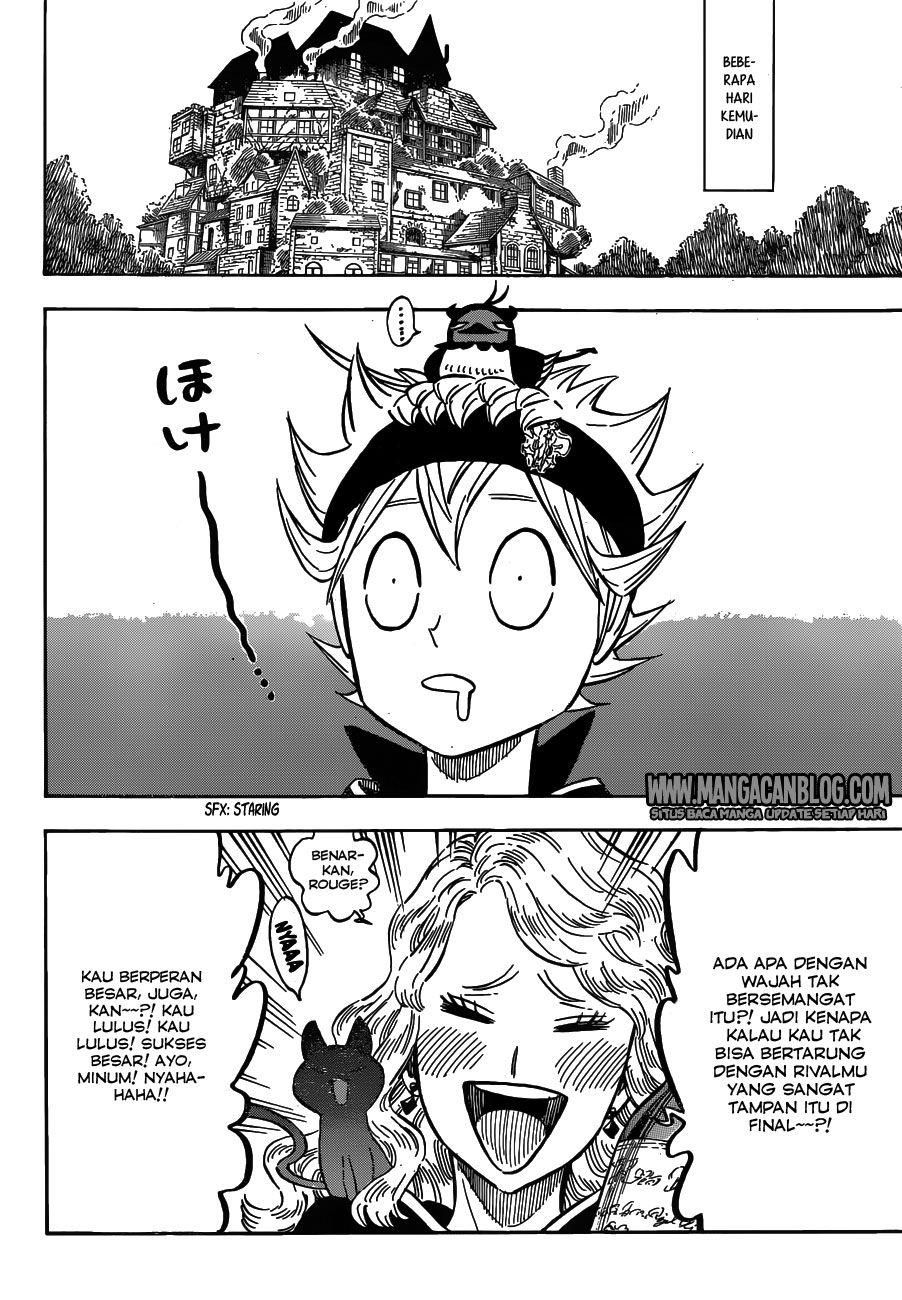 BEBE-
RAPA
HARI
KEMU-
DIAN
......
ほけ
WWW.MANGACANBLOG.COM
SITUS BACA MANGA UPDATE SETIAP HARI
SFX: STARING
ADA APA DENGAN
WAJAH TAK
BERSEMANGAT
ITU?! JADI KENAPA
KALAU KAU TAK
BISA BERTARUNG
DENGAN RIVALMU
YANG SANGAT
TAMPAN ITU DI
FINAL~~?!
BENAR-
KAN,
ROUGE?
NYAAA
KAU BERPERAN
BESAR, JUGA,
KAN~~?! KAU
LULUS! KAU
LULUS! SUKSES
BESAR! AYO,
MINUM! NYAHA-
HAHA!!